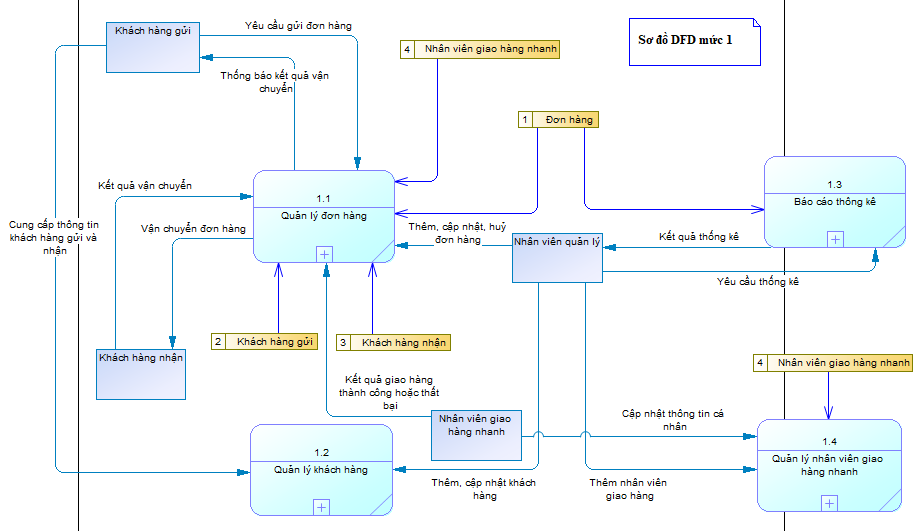 Khách hàng gửi
Yêu cầu gửi đơn hàng
4 Nhân viên giao hàng nhanh
Sơ đồ DFD mức 1
Thống báo kết quả vận
chuyển
1 Đơn hàng
1.1
Quản lý đơn hàng
1.3
Báo cáo thống kê
Kết quả vận chuyển
Cung cấp thông tin
khách hàng gửi và
nhận
Vận chuyển đơn hàng
Thêm, cập nhật, huỷ
đơn hàng
Nhân viên quản lý
Kết quả thống kê
Yêu cầu thống kê
2 Khách hàng gửi
3 Khách hàng nhận
Khách hàng nhận
4 Nhân viên giao hàng nhanh
Kết quả giao hàng
thành công hoặc thất
bại
Nhân viên giao
hàng nhanh
Cập nhật thông tin cá
nhân
1.2
Quản lý khách hàng
1.4
Quản lý nhân viên giao
hàng nhanh
Thêm, cập nhật khách
hàng
Thêm nhân viên
giao hàng